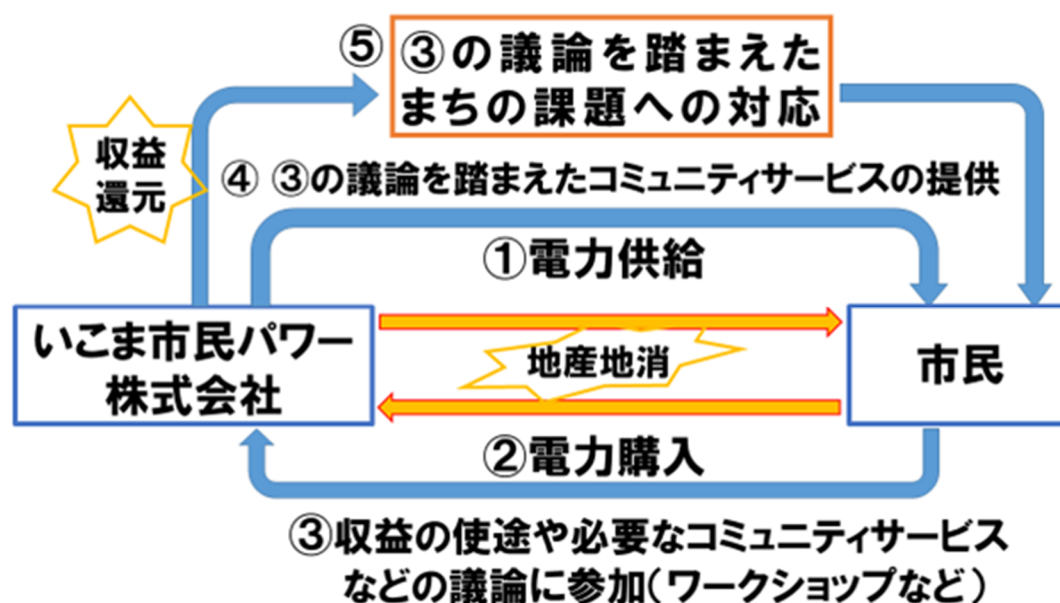 ⑤ ③の議論を踏まえた
まちの課題への対応
収益
還元
④ ③の議論を踏まえたコミュニティサービスの提供
①電力供給
いこま市民パワー
株式会社
地産地消
市民
②電力購入
③収益の使途や必要なコミュニティサービス
などの議論に参加(ワークショップなど)